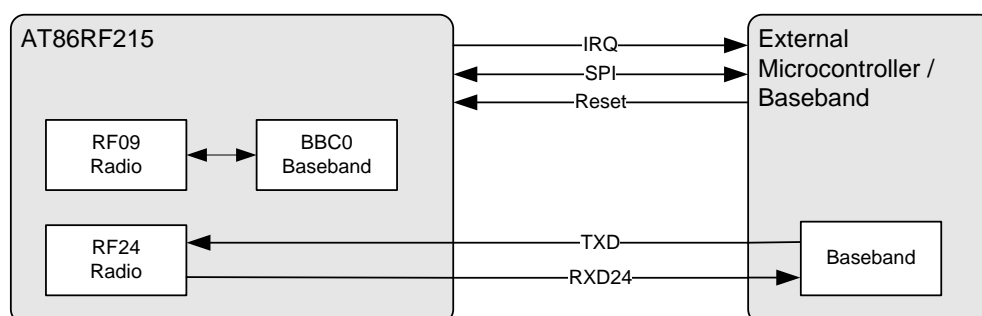 AT86RF215
IRQ
SPI
Reset
External
Microcontroller /
Baseband
RF09
Radio
BBC0
Baseband
RF24
Radio
TXD
RXD24
Baseband